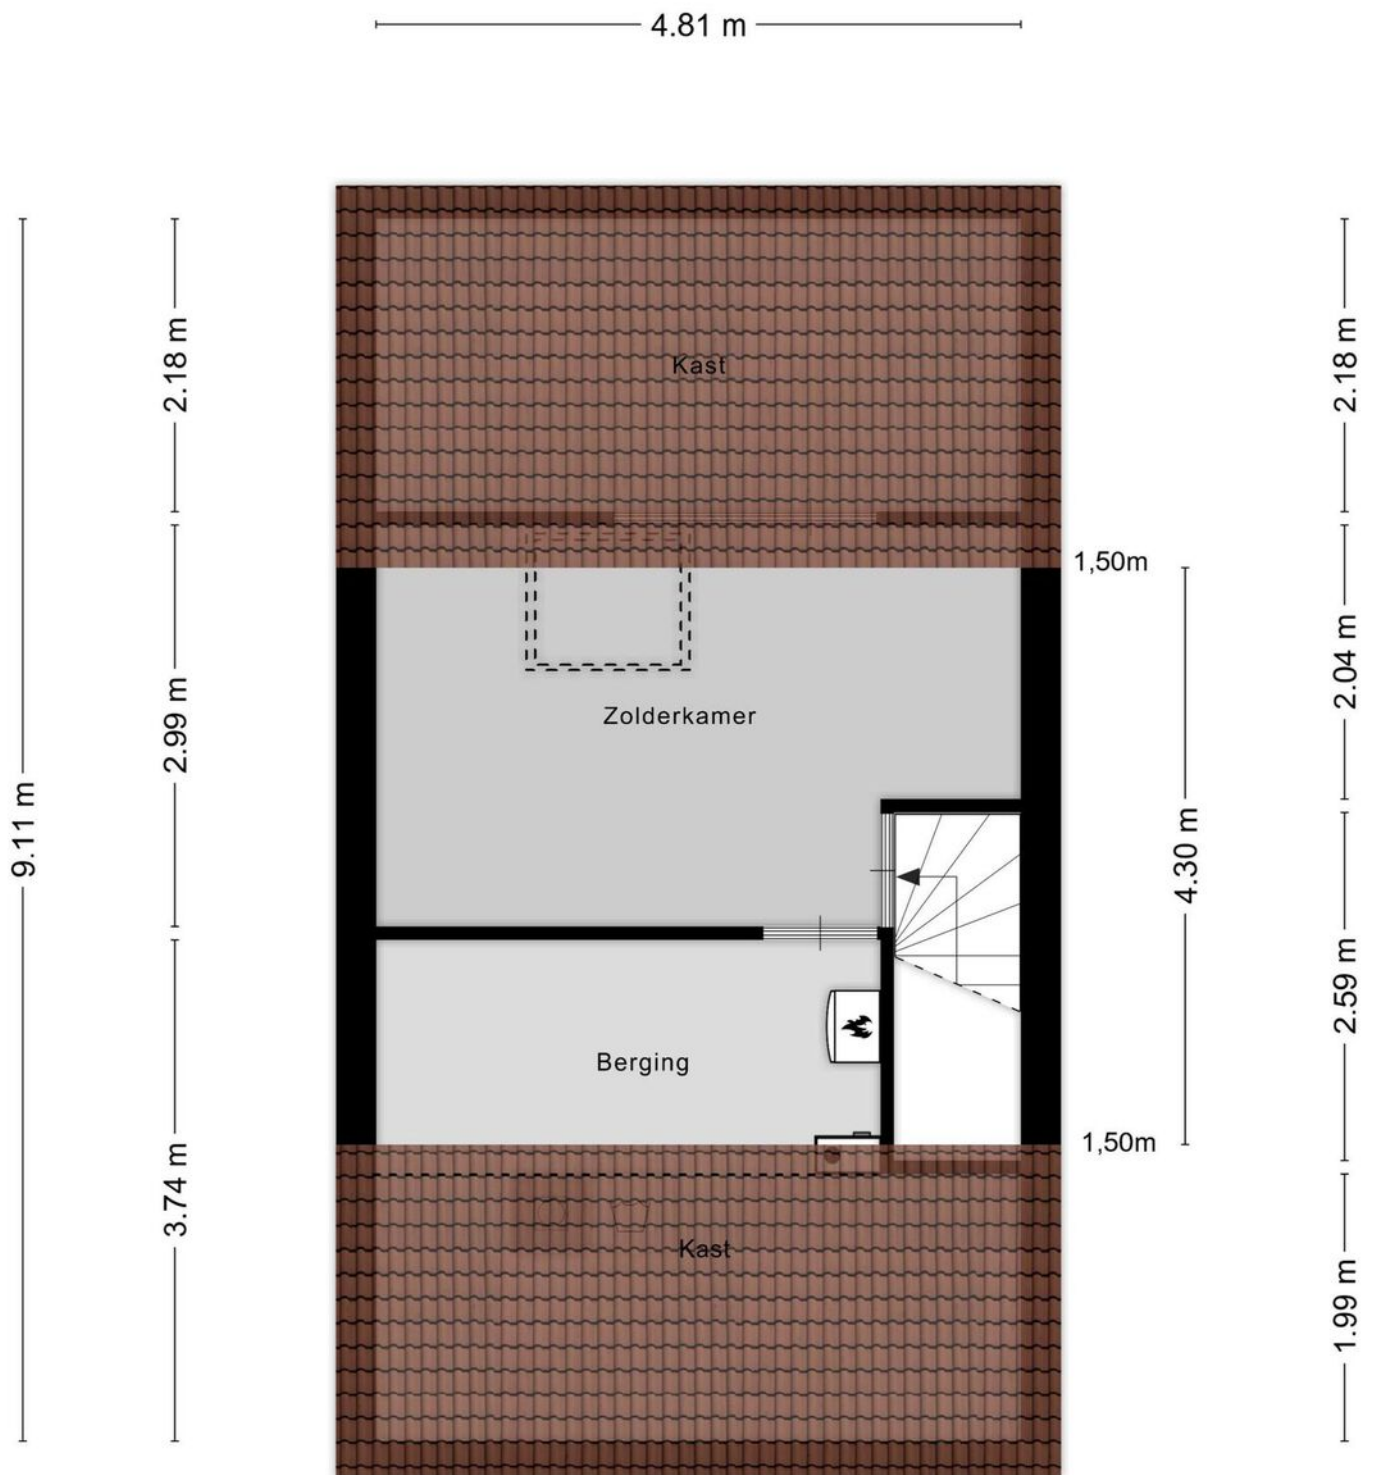 4.81 m
Kast
2.18 m
2.18 m
1,50m
2.04 m
Zolderkamer
2.99 m
9.11 m
4.30 m
2.59 m
Berging
1,50m
3.74 m
Kast
1.99 m